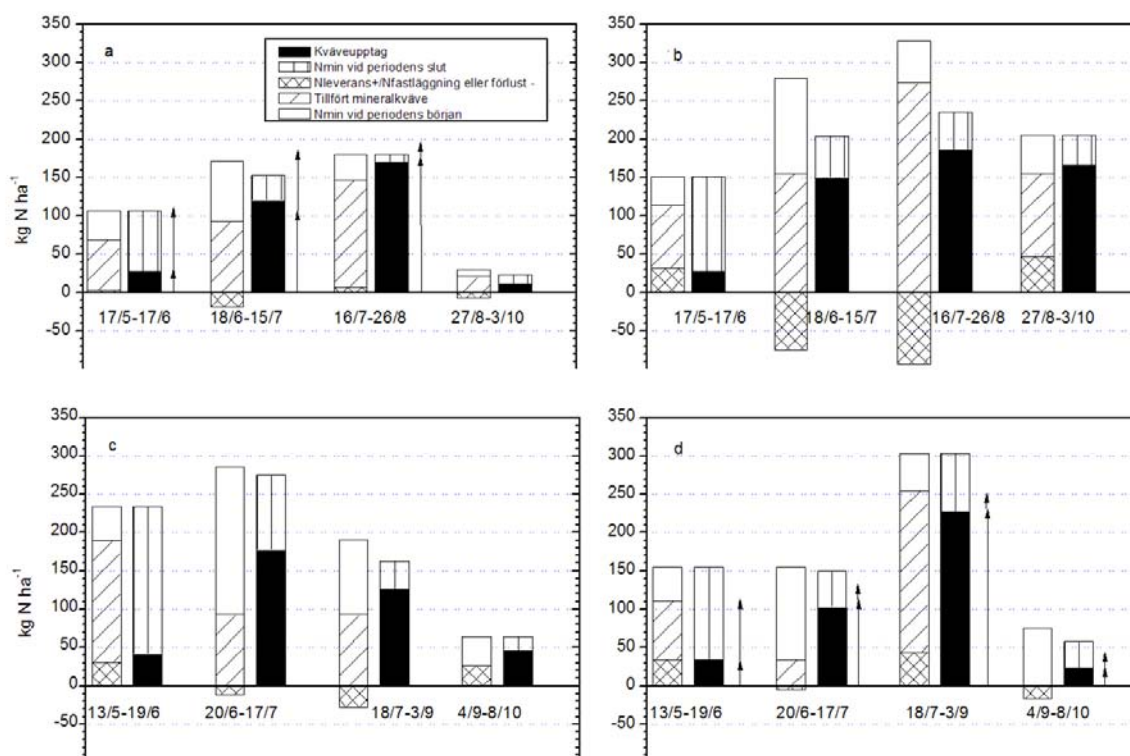 350
300
250
200
150
100
50
0
-50
kg N ha-1
a
Kväveupptag
Nmin vid periodens slut
Nleverans+/Nfastläggning eller förlust -
Tillfört mineralkväve
Nmin vid periodens början
17/5-17/6 18/6-15/7 16/7-26/8 27/8-3/10
350
300
250
200
150
100
50
0
-50
b
17/5-17/6 18/6-15/7 16/7-26/8 27/8-3/10
350
300
250
200
150
100
50
0
-50
kg N ha-1
c
13/5-19/6 20/6-17/7 18/7-3/9 4/9-8/10
350
300
250
200
150
100
50
0
-50
d
13/5-19/6 20/6-17/7 18/7-3/9 4/9-8/10